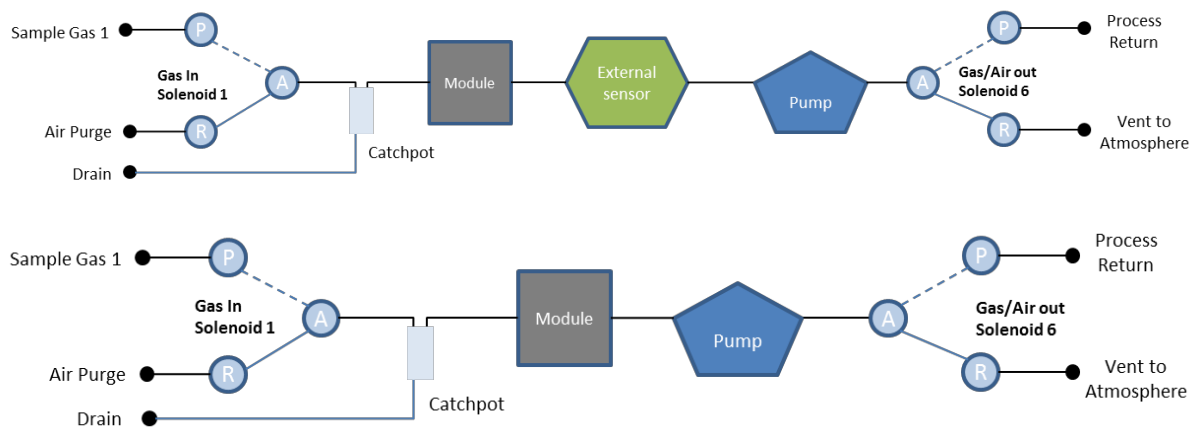 Sample Gas 1
P
Process
Return
Gas In
Solenoid 1
A
Module
External
sensor
Pump
A
Gas/Air out
Solenoid 6
P
Air Purge
R
R
Vent to
Atmosphere
Catchpot
Drain
Sample Gas 1
P
P
Process
Return
Gas In
Solenoid 1
A
Module
Pump
A
Gas/Air out
Solenoid 6
Air Purge
R
R
Vent to
Atmosphere
Catchpot
Drain